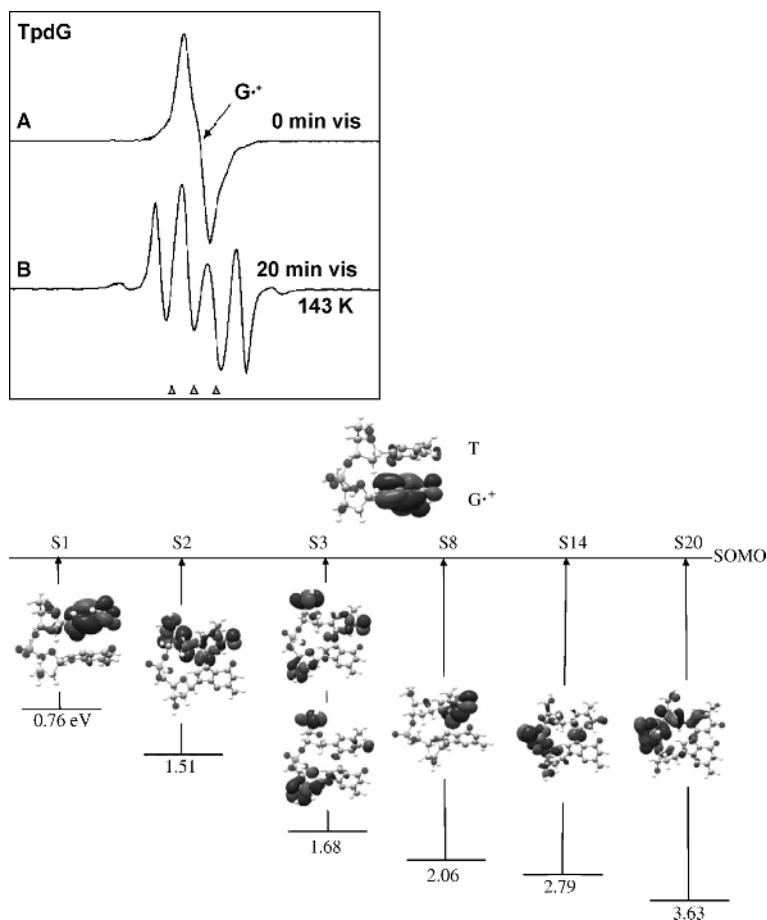 TpdG
G·+
A
0 min vis
B
20 min vis
143 K
T
G·+
S1 S2 S3 S8 S14 S20
SOMO
0.76 eV
1.51
1.68
2.06
2.79
3.63